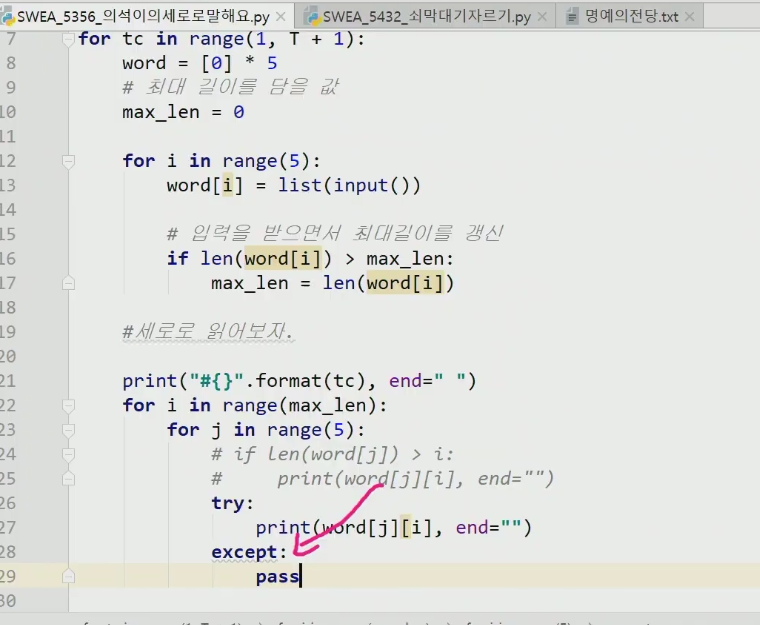 SWEA_5356_의석이의세로로말해요.py SWEA_5432_쇠막대기자르기.py 명예의전당.txt
7 for tc in range(1, T + 1):
8 word = [0] * 5
9 # 최대 길이를 담을 값
10 max_len = 0
11
12 for i in range(5):
13 word[i] = list(input())
14
15 # 입력을 받으면서 최대길이를 갱신
16 if len(word[i]) > max_len:
17 max_len = len(word[i])
18
19 #세로로 읽어보자.
20
21 print("#{}".format(tc), end=" ")
22 for i in range(max_len):
23 for j in range(5):
24 # if len(word[j]) > i:
25 # print(word[j][i], end="")
26 try:
27 print(word[j][i], end="")
28 except:
29 pass
30